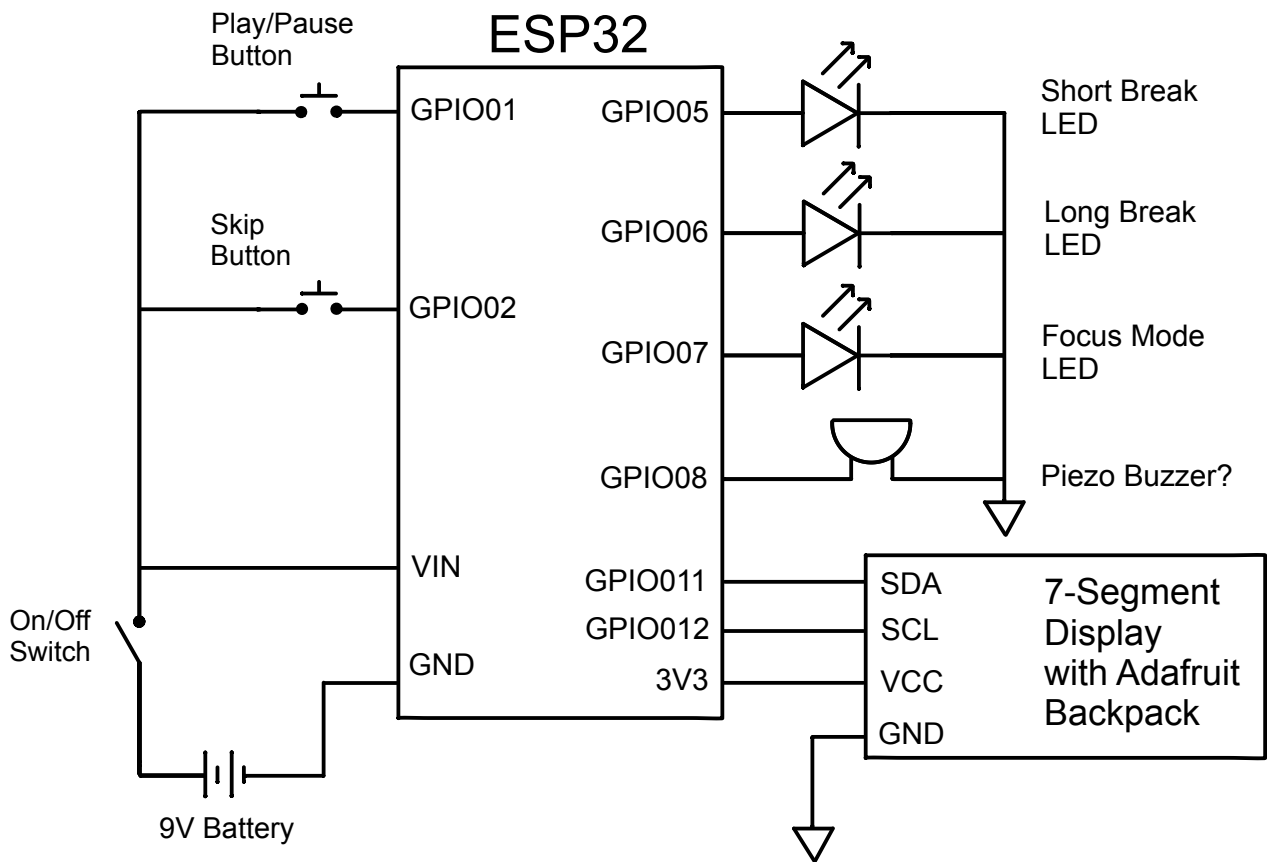 ESP32
Play/Pause
Button
GPIO01
GPIO05
Short Break
LED
Skip
Button
GPIO02
GPIO06
Long Break
LED
GPIO07
Focus Mode
LED
GPIO08
Piezo Buzzer?
VIN
GPIO011
SDA
7-Segment
Display
with Adafruit
Backpack
On/Off
Switch
GPIO012
SCL
GND
3V3
VCC
GND
9V Battery